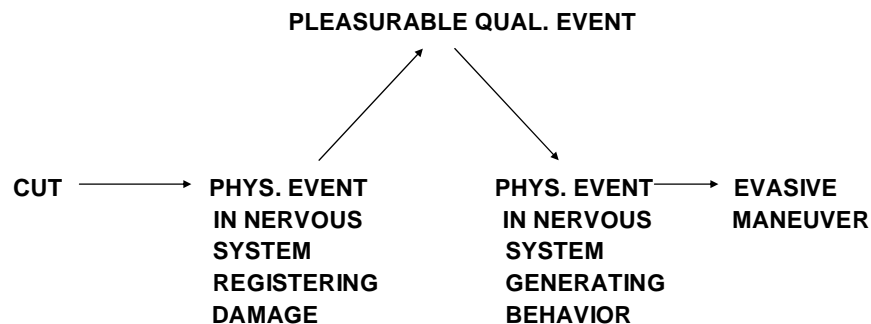 PLEASURABLE QUAL. EVENT
CUT
PHYS. EVENT
IN NERVOUS
SYSTEM
REGISTERING
DAMAGE
PHYS. EVENT
IN NERVOUS
SYSTEM
GENERATING
BEHAVIOR
EVASIVE
MANEUVER